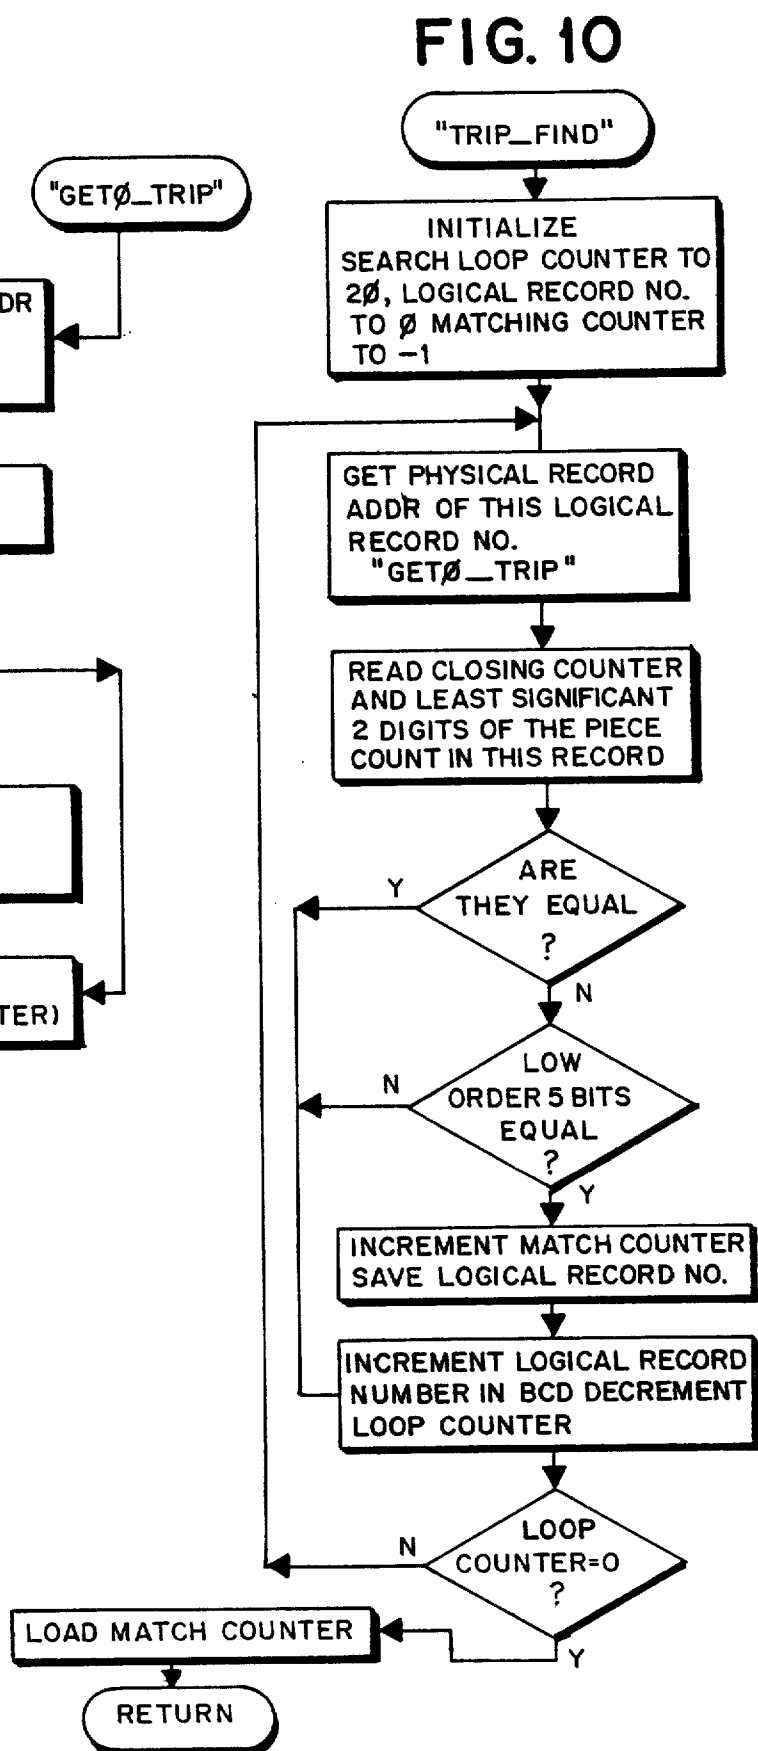 FIG. 10
"TRIP_FIND"
"GETØ_TRIP"
INITIALIZE
SEARCH LOOP COUNTER TO
2Ø, LOGICAL RECORD NO.
TO Ø MATCHING COUNTER
TO -1
DR
GET PHYSICAL RECORD
ADDR OF THIS LOGICAL
RECORD NO.
"GETØ_TRIP"
READ CLOSING COUNTER
AND LEAST SIGNIFICANT
2 DIGITS OF THE PIECE
COUNT IN THIS RECORD
ARE
THEY EQUAL
?
Y
N
TER)
LOW
ORDER 5 BITS
EQUAL
?
N
Y
INCREMENT MATCH COUNTER
SAVE LOGICAL RECORD NO.
INCREMENT LOGICAL RECORD
NUMBER IN BCD DECREMENT
LOOP COUNTER
LOOP
COUNTER=0
?
N
Y
LOAD MATCH COUNTER
RETURN